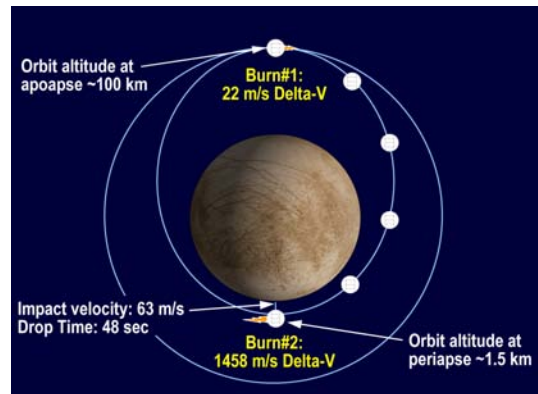 Orbit altitude at
apoapse ~100 km
Burn#1:
22 m/s Delta-V
Impact velocity: 63 m/s
Drop Time: 48 sec
Burn#2:
1458 m/s Delta-V
Orbit altitude at
periapse ~1.5 km